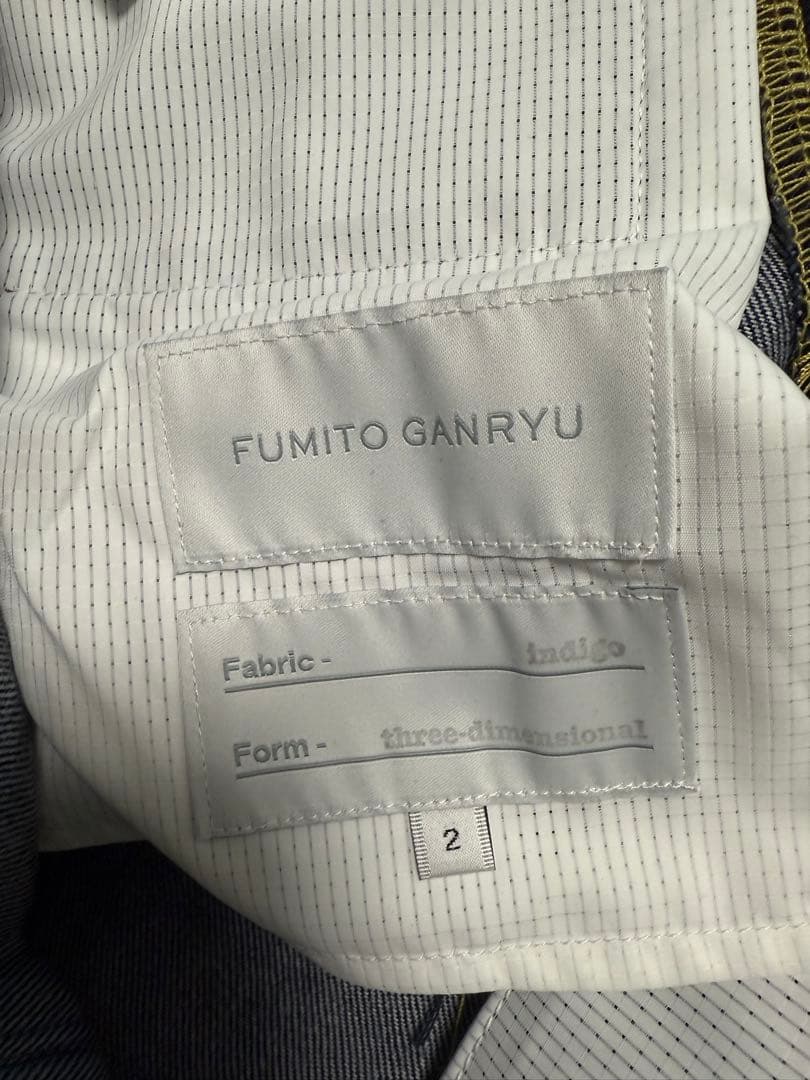 FUMITO GANRYU
Fabric - indigo
Form - three-dimensional
2